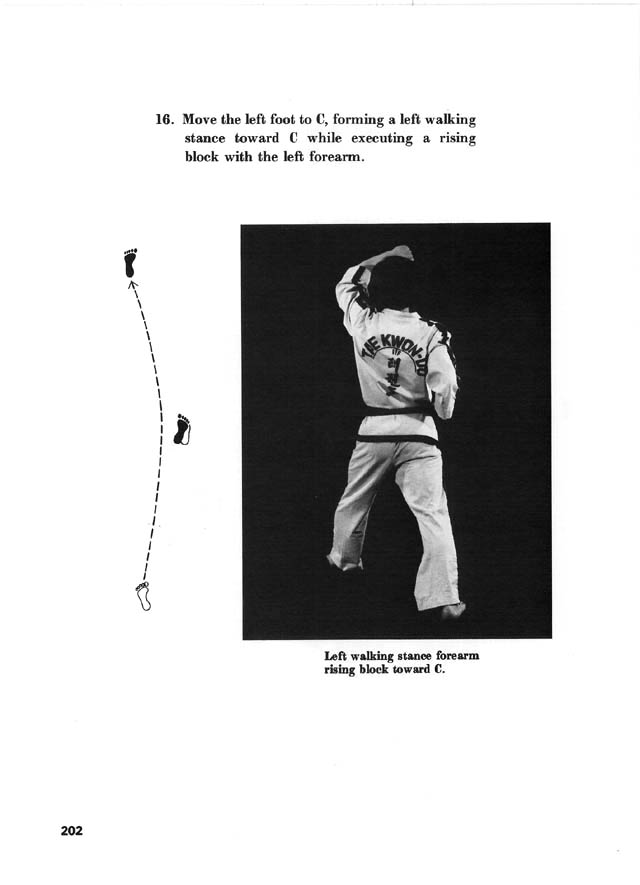 16. Move the left foot to C, forming a left walking
stance toward C while executing a rising
block with the left forearm.
TAE KWON-DO
Left walking stance forearm
rising block toward C.
202